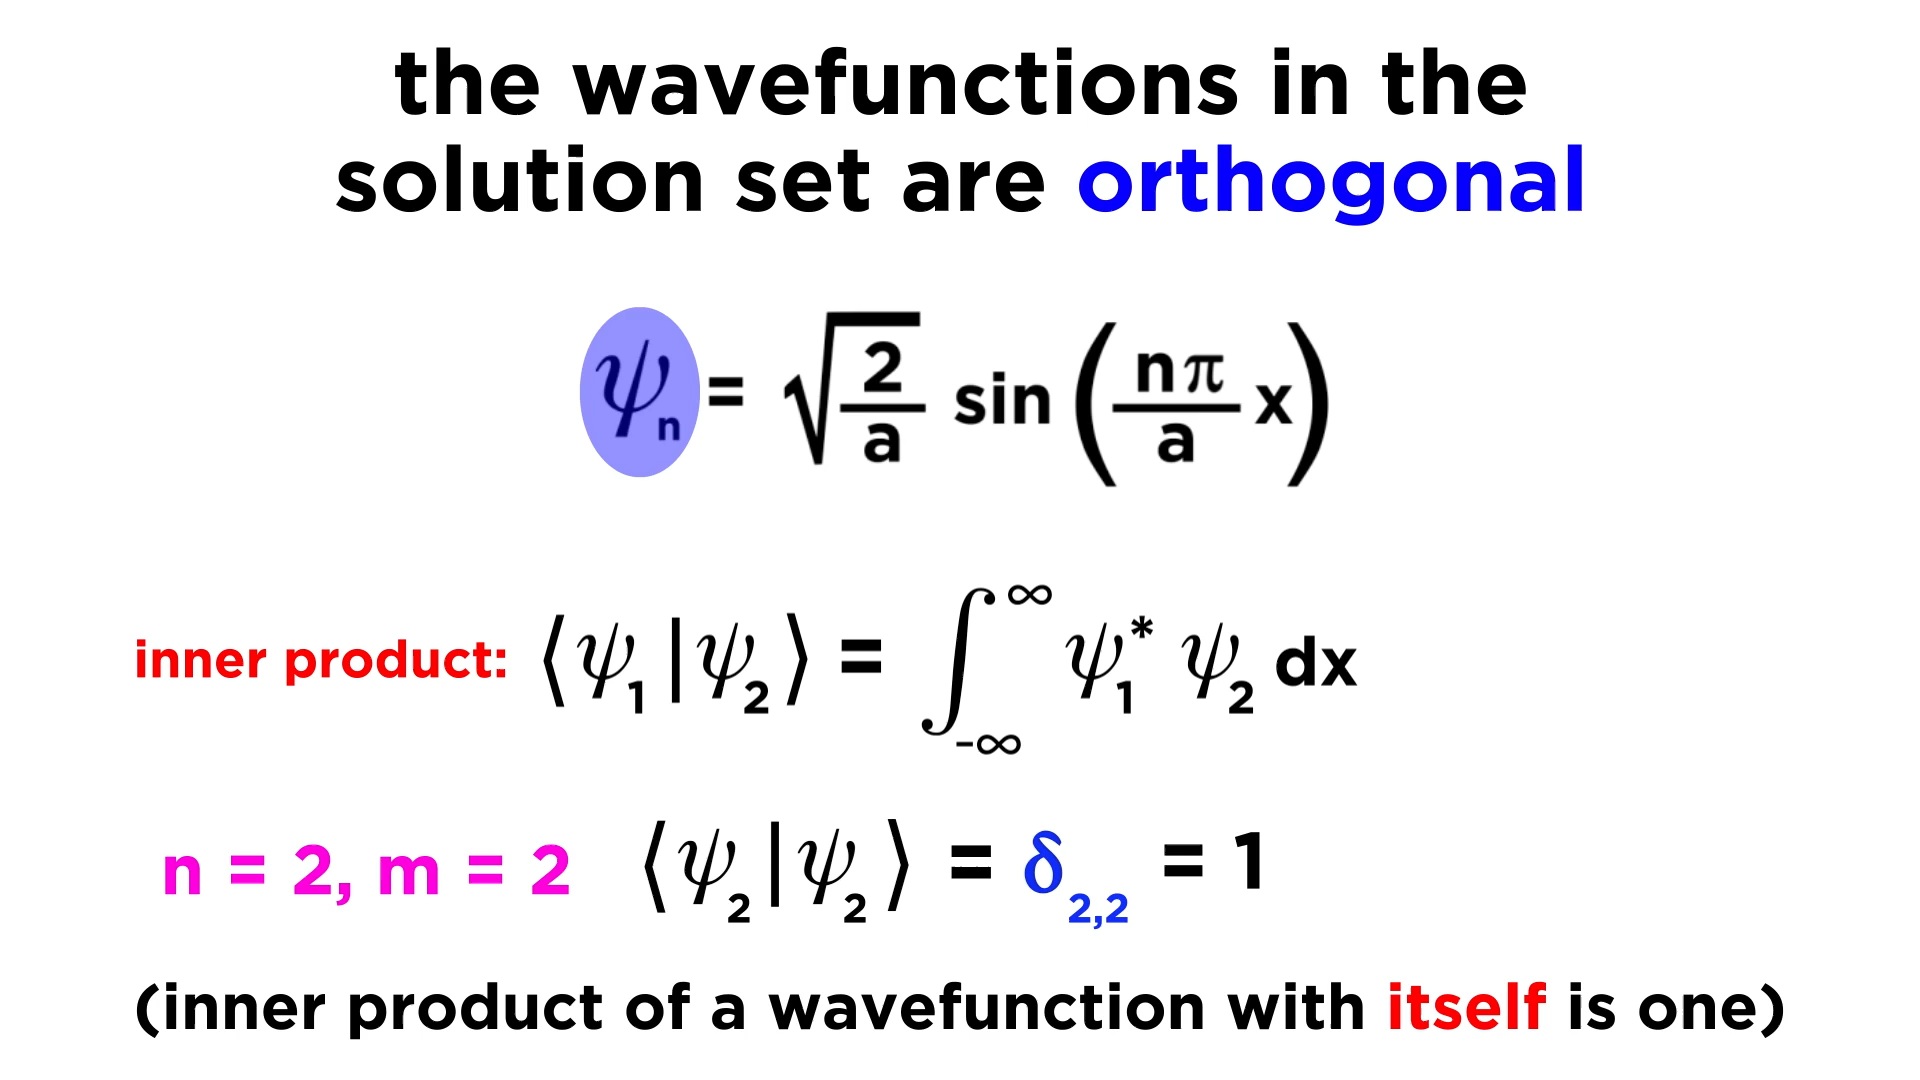 the wavefunctions in the
solution set are orthogonal
ψₙ = √(2/a) sin (nπ/a x)
inner product: ⟨ψ₁|ψ₂⟩ = ∫₋∞^∞ ψ₁* ψ₂ dx
n = 2, m = 2 ⟨ψ₂|ψ₂⟩ = δ₂,₂ = 1
(inner product of a wavefunction with itself is one)